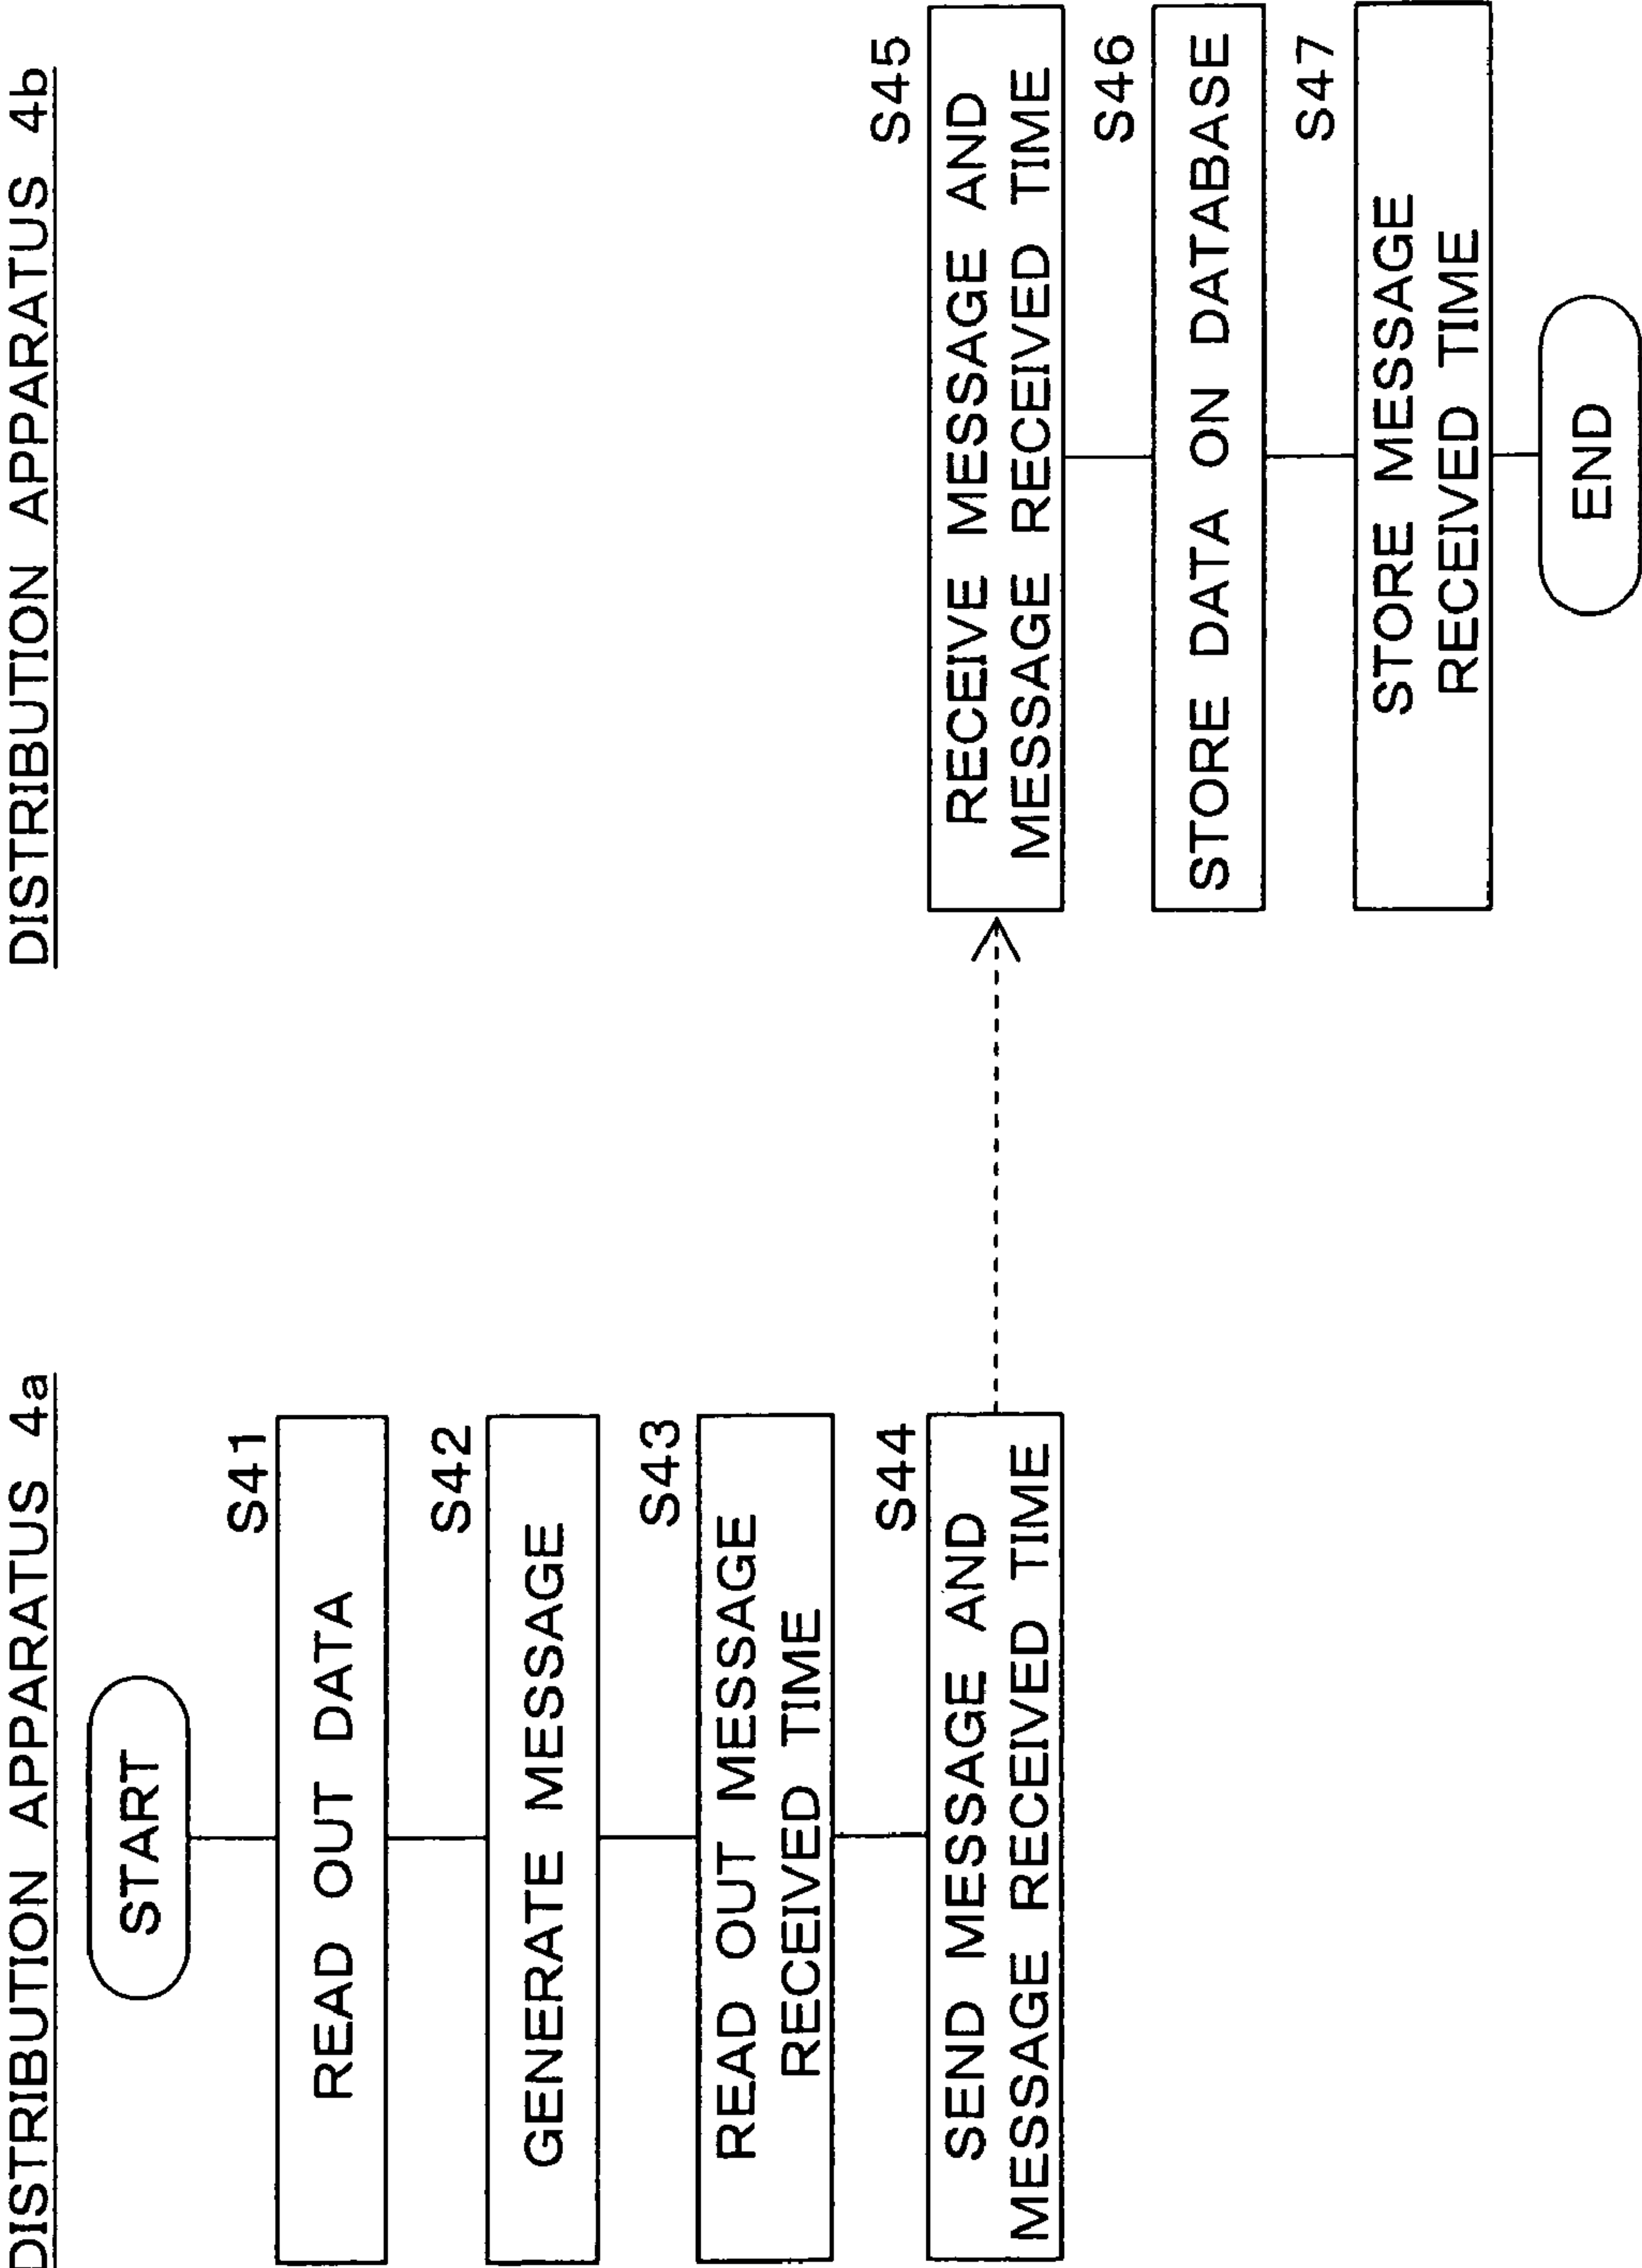 DISTRIBUTION APPARATUS 4a
START
S41
READ OUT DATA
S42
GENERATE MESSAGE
S43
READ OUT MESSAGE
RECEIVED TIME
S44
SEND MESSAGE AND
MESSAGE RECEIVED TIME
DISTRIBUTION APPARATUS 4b
S45
RECEIVE MESSAGE AND
MESSAGE RECEIVED TIME
S46
STORE DATA ON DATABASE
S47
STORE MESSAGE
RECEIVED TIME
END